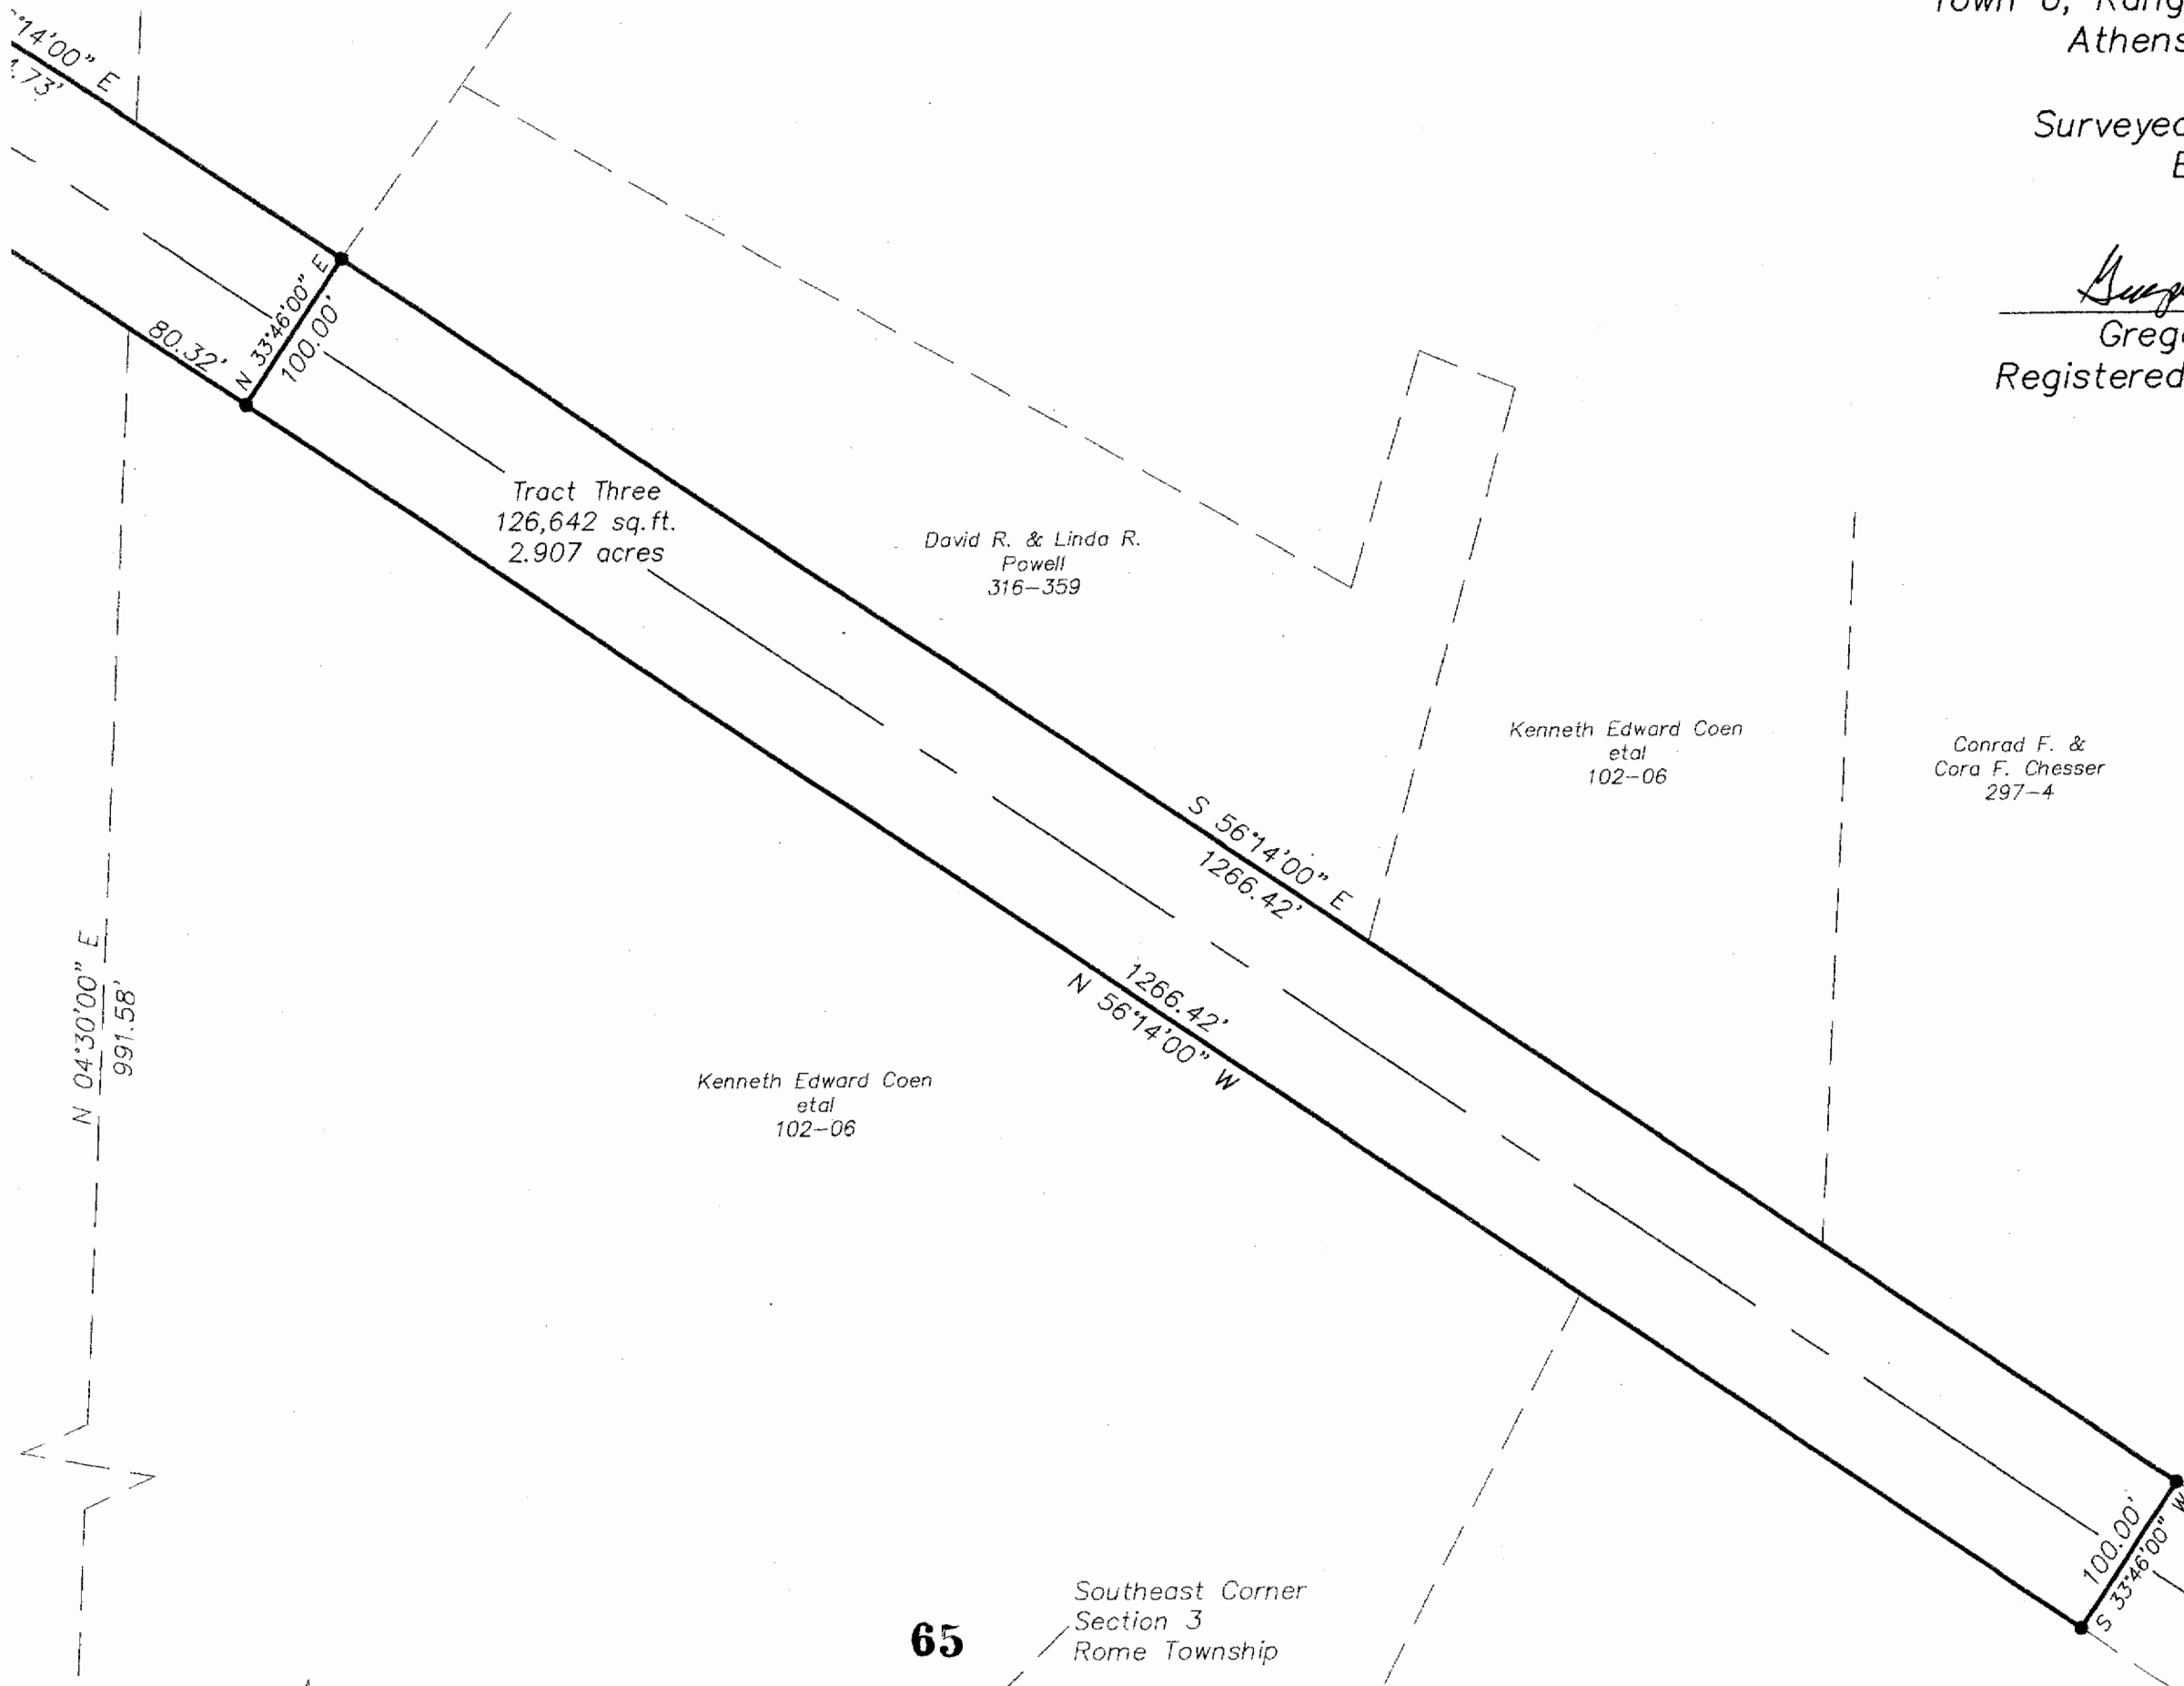 14'00" E
.73'
Athens
Surveyed
Registered
80.32'
N 33°46'00" E
100.00'
Tract Three
126,642 sq.ft.
2.907 acres
David R. & Linda R.
Powell
316-359
Kenneth Edward Coen
etal
102-06
Conrad F. &
Cora F. Chesser
297-4
S 56°14'00" E
1266.42'
1266.42'
N 56°14'00" W
N 04°30'00" E
991.58'
Kenneth Edward Coen
etal
102-06
100.00'
S 33°46'00" W
Southeast Corner
Section 3
Rome Township
65